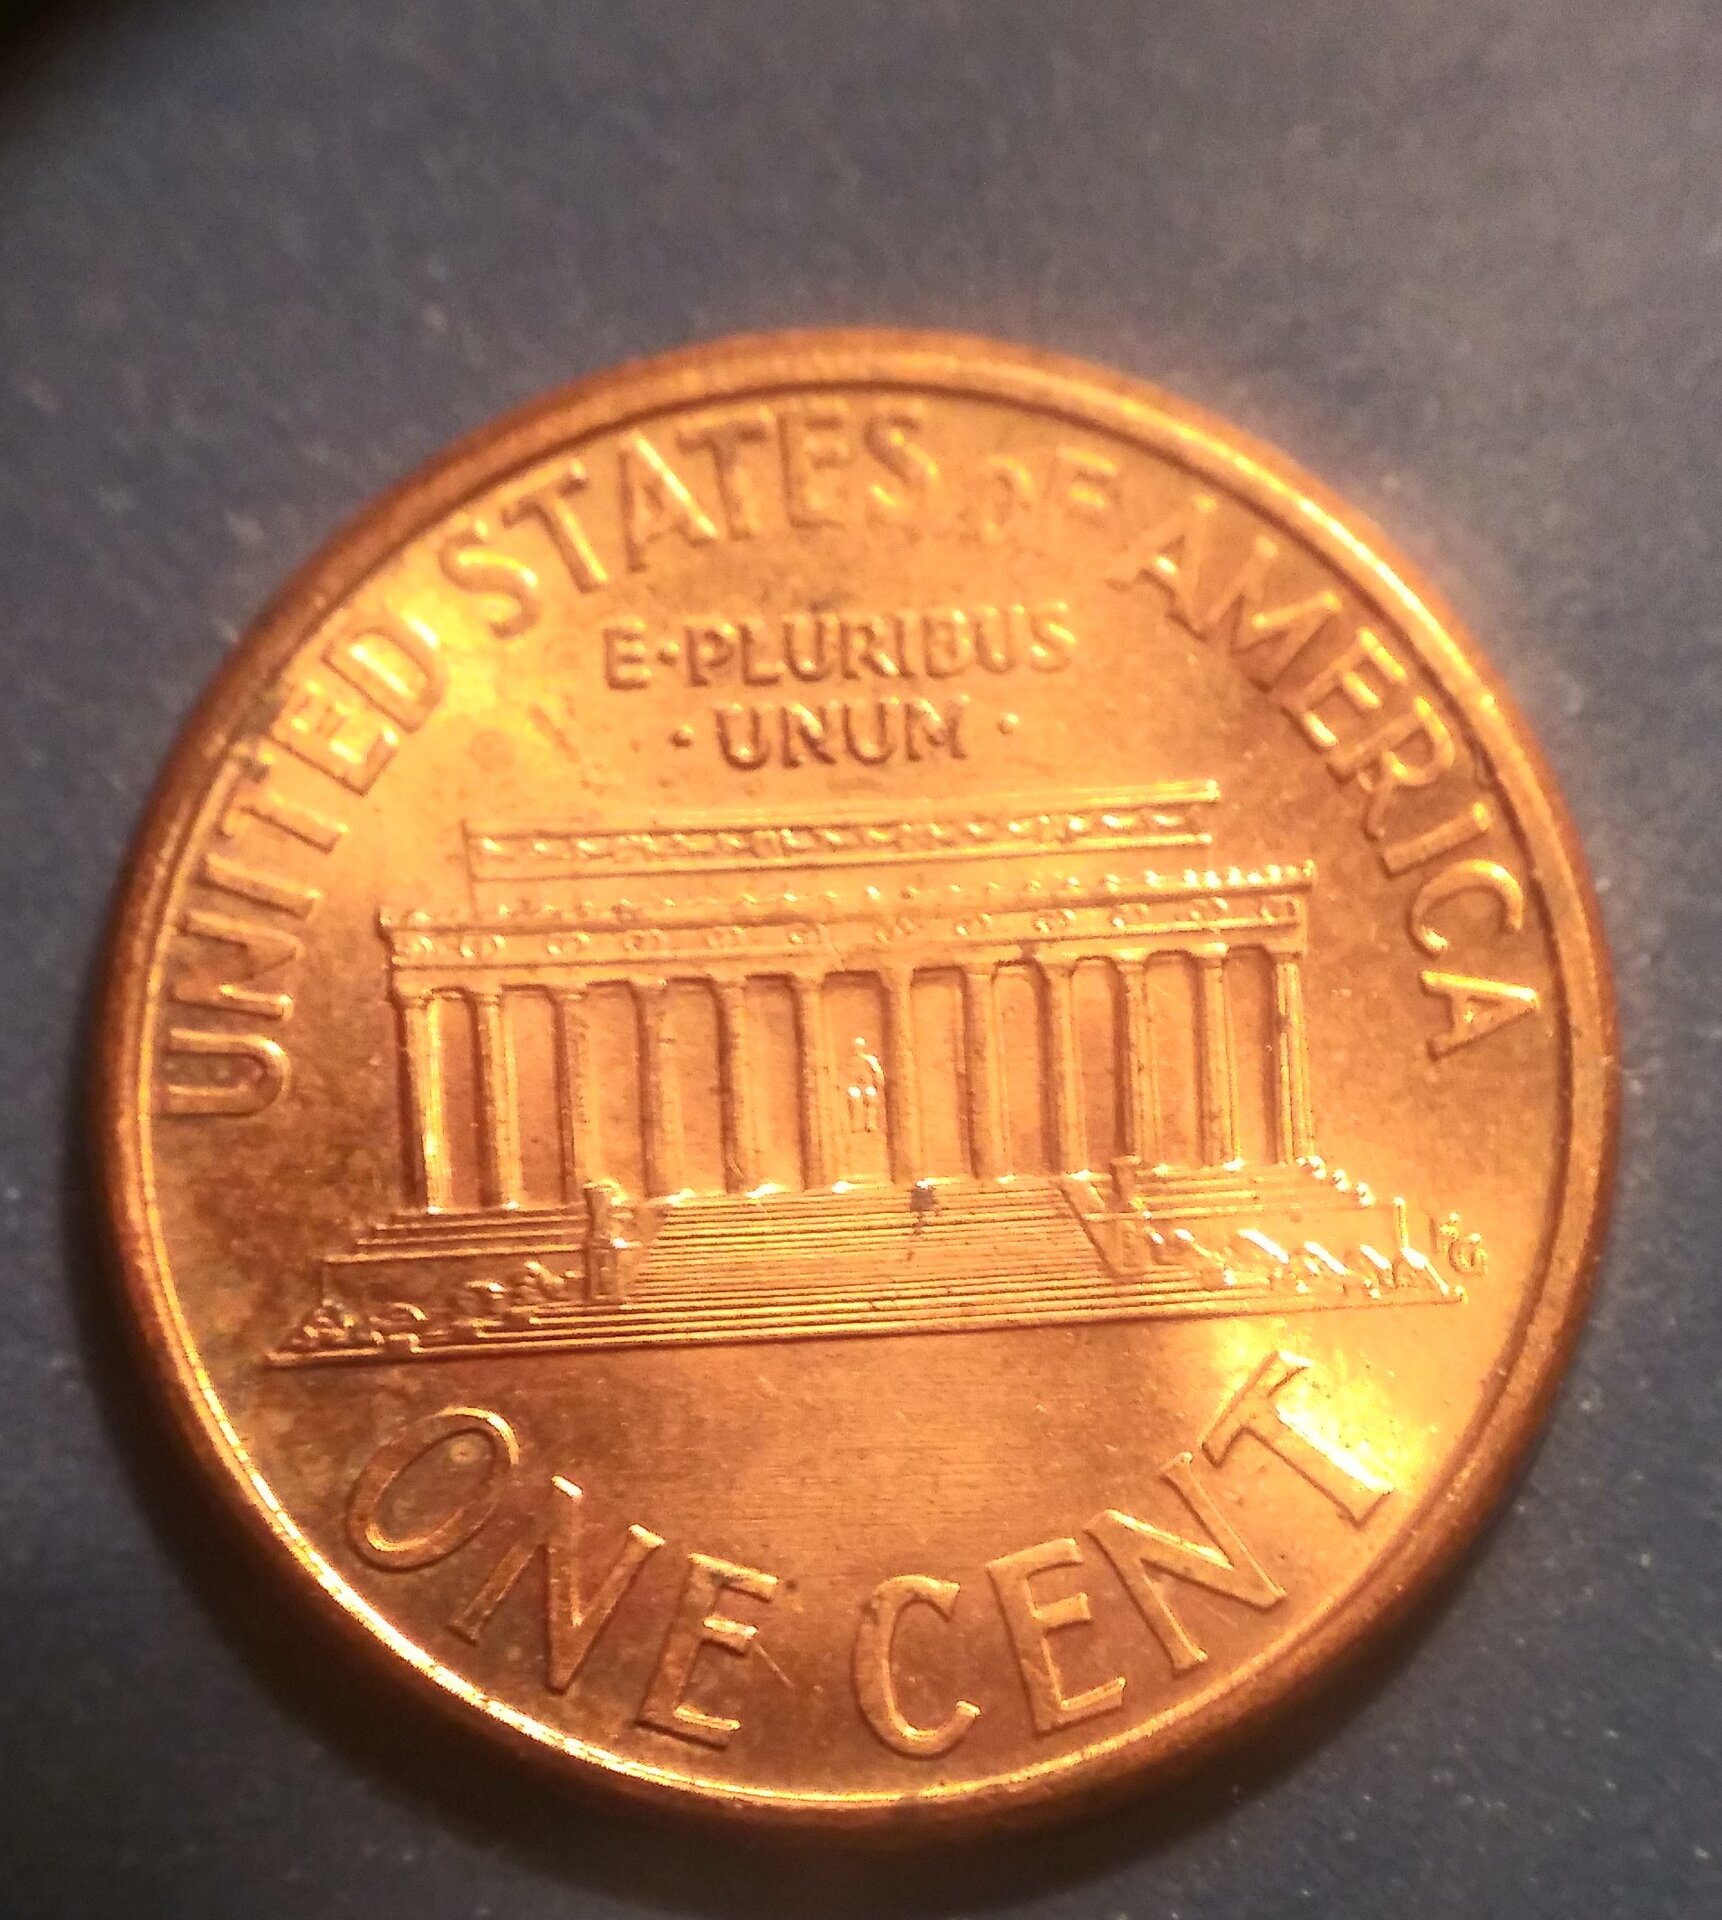 UNITED STATES OF AMERICA
E·PLURIBUS
·UNUM·
ONE CENT